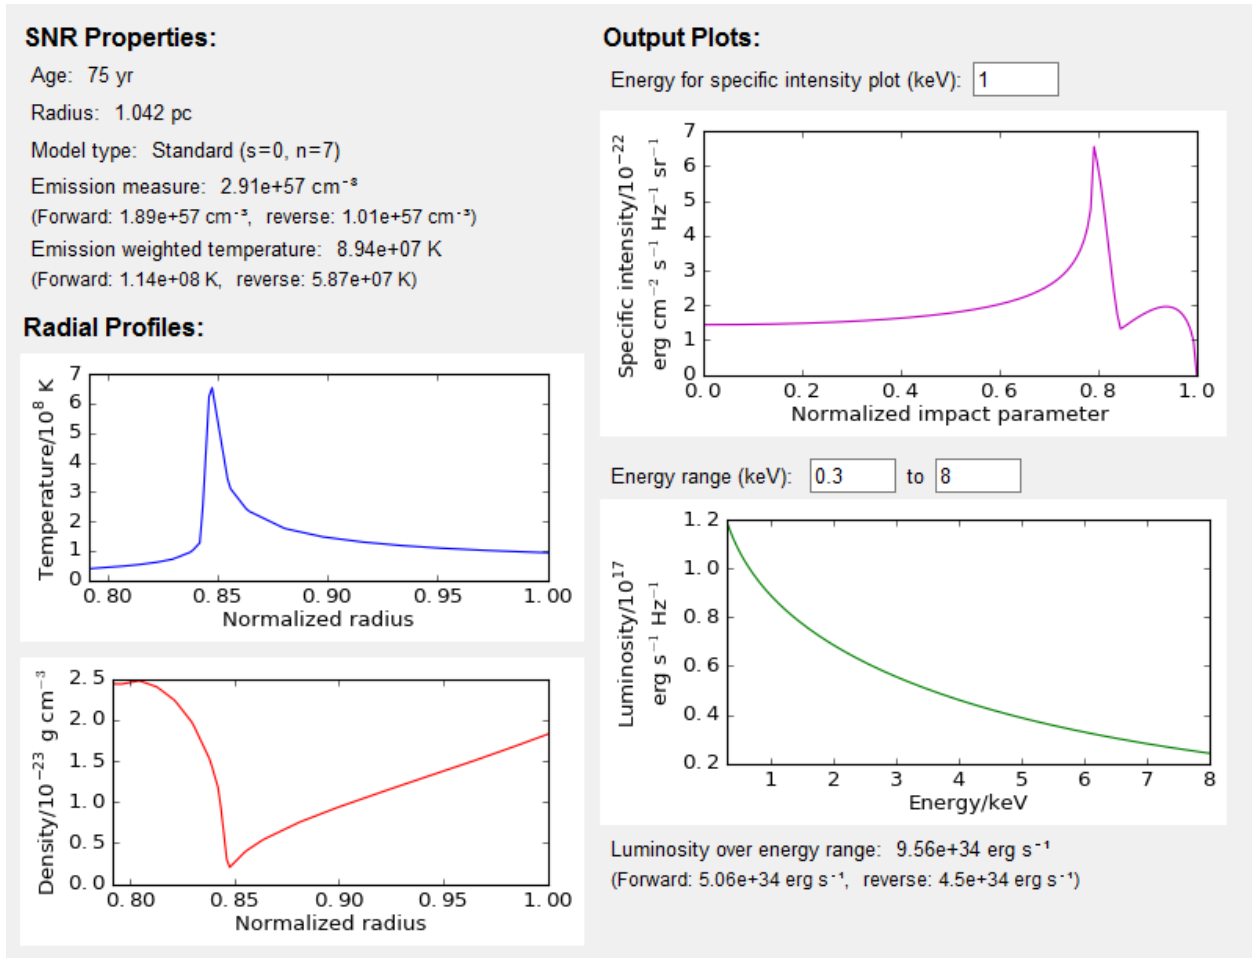 SNR Properties:
Age: 75 yr
Radius: 1.042 pc
Model type: Standard (s=0, n=7)
Emission measure: 2.91e+57 cm⁻³
(Forward: 1.89e+57 cm⁻³, reverse: 1.01e+57 cm⁻³)
Emission weighted temperature: 8.94e+07 K
(Forward: 1.14e+08 K, reverse: 5.87e+07 K)
Radial Profiles:
7
6
5
4
3
2
1
0
Temperature/10⁸ K
0.80 0.85 0.90 0.95 1.00
Normalized radius
2.5
2.0
1.5
1.0
0.5
0.0
Density/10⁻²³ g cm⁻³
0.80 0.85 0.90 0.95 1.00
Normalized radius
Output Plots:
Energy for specific intensity plot (keV): 1
7
6
5
4
3
2
1
0
Specific intensity/10⁻²²
erg cm⁻² s⁻¹ Hz⁻¹ sr⁻¹
0.0 0.2 0.4 0.6 0.8 1.0
Normalized impact parameter
Energy range (keV): 0.3 to 8
1.2
1.0
0.8
0.6
0.4
0.2
Luminosity/10¹⁷
erg s⁻¹ Hz⁻¹
1 2 3 4 5 6 7 8
Energy/keV
Luminosity over energy range: 9.56e+34 erg s⁻¹
(Forward: 5.06e+34 erg s⁻¹, reverse: 4.5e+34 erg s⁻¹)